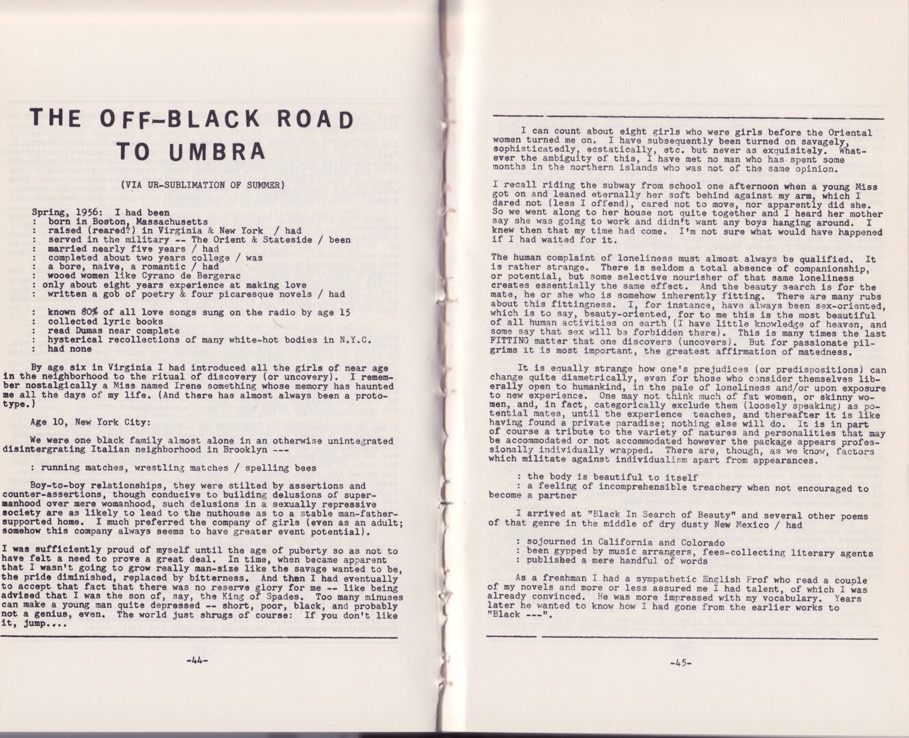 THE OFF-BLACK ROAD
TO UMBRA
(VIA UR-SUBLIMATION OF SUMMER)
Spring, 1956: I had been
: born in Boston, Massachusetts
: raised (reared?) in Virginia & New York / had
: served in the military -- The Orient & Stateside / been
: married nearly five years / had
: completed about two years college / was
: a bore, naive, a romantic / had
: wooed women like Cyrano de Bergerac
: only about eight years experience at making love
: written a gob of poetry & four picaresque novels / had
: known 80% of all love songs sung on the radio by age 15
: collected lyric books
: read Dumas near complete
: hysterical recollections of many white-hot bodies in N.Y.C.
: had none
By age six in Virginia I had introduced all the girls of near age
in the neighborhood to the ritual of discovery (or uncovery). I remem-
ber nostalgically a Miss named Irene something whose memory has haunted
me all the days of my life. (And there has almost always been a proto-
type.)
Age 10, New York City:
We were one black family almost alone in an otherwise unintegrated
disintergrating Italian neighborhood in Brooklyn ---
: running matches, wrestling matches / spelling bees
Boy-to-boy relationships, they were stilted by assertions and
counter-assertions, though conducive to building delusions of super-
manhood over mere womanhood, such delusions in a sexually repressive
society are as likely to lead to the nuthouse as to a stable man-father-
supported home. I much preferred the company of girls (even as an adult;
somehow this company always seems to have greater event potential).
I was sufficiently proud of myself until the age of puberty so as not to
have felt a need to prove a great deal. In time, when became apparent
that I wasn't going to grow really man-size like the savage wanted to be,
the pride diminished, replaced by bitterness. And then I had eventually
to accept that fact that there was no reserve glory for me -- like being
advised that I was the son of, say, the King of Spades. Too many minuses
can make a young man quite depressed -- short, poor, black, and probably
not a genius, even. The world just shrugs of course: If you don't like
it, jump....
-44-
I can count about eight girls who were girls before the Oriental
women turned me on. I have subsequently been turned on savagely,
sophisticatedly, ecstatically, etc. but never as exquisitely. What-
ever the ambiguity of this, I have met no man who has spent some
months in the northern islands who was not of the same opinion.
I recall riding the subway from school one afternoon when a young Miss
got on and leaned eternally her soft behind against my arm, which I
dared not (less I offend), cared not to move, nor apparently did she.
So we went along to her house not quite together and I heard her mother
say she was going to work and didn't want any boys hanging around. I
knew then that my time had come. I'm not sure what would have happened
if I had waited for it.
The human complaint of loneliness must almost always be qualified. It
is rather strange. There is seldom a total absence of companionship,
or potential, but some selective nourisher of that same loneliness
creates essentially the same effect. And the beauty search is for the
mate, he or she who is somehow inherently fitting. There are many rubs
about this fittingness. I, for instance, have always been sex-oriented,
which is to say, beauty-oriented, for to me this is the most beautiful
of all human activities on earth (I have little knowledge of heaven, and
some say that sex will be forbidden there). This is many times the last
FITTING matter that one discovers (uncovers). But for passionate pil-
grims it is most important, the greatest affirmation of matedness.
It is equally strange how one's prejudices (or predispositions) can
change quite diametrically, even for those who consider themselves lib-
erally open to humankind, in the pale of loneliness and/or upon exposure
to new experience. One may not think much of fat women, or skinny wo-
men, and, in fact, categorically exclude them (loosely speaking) as po-
tential mates, until the experience teaches, and thereafter it is like
having found a private paradise; nothing else will do. It is in part
of course a tribute to the variety of natures and personalities that may
be accommodated or not accommodated however the package appears profes-
sionally individually wrapped. There are, though, as we know, factors
which militate against individualism apart from appearances.
: the body is beautiful to itself
: a feeling of incomprehensible treachery when not encouraged to
become a partner
I arrived at "Black In Search of Beauty" and several other poems
of that genre in the middle of dry dusty New Mexico / had
: sojourned in California and Colorado
: been gypped by music arrangers, fees-collecting literary agents
: published a mere handful of words
As a freshman I had a sympathetic English Prof who read a couple
of my novels and more or less assured me I had talent, of which I was
already convinced. He was more impressed with my vocabulary. Years
later he wanted to know how I had gone from the earlier works to
"Black ---".
-45-